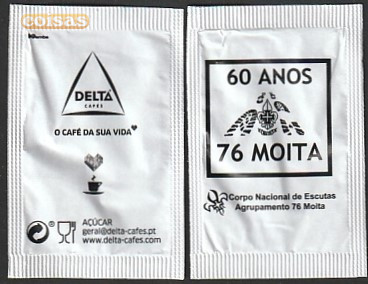 coisas
DELTA
CAFÉS
O CAFÉ DA SUA VIDA
AÇÚCAR
geral@delta-cafes.pt
www.delta-cafes.com
60 ANOS
76 MOITA
Corpo Nacional de Escutas
Agrupamento 76 Moita